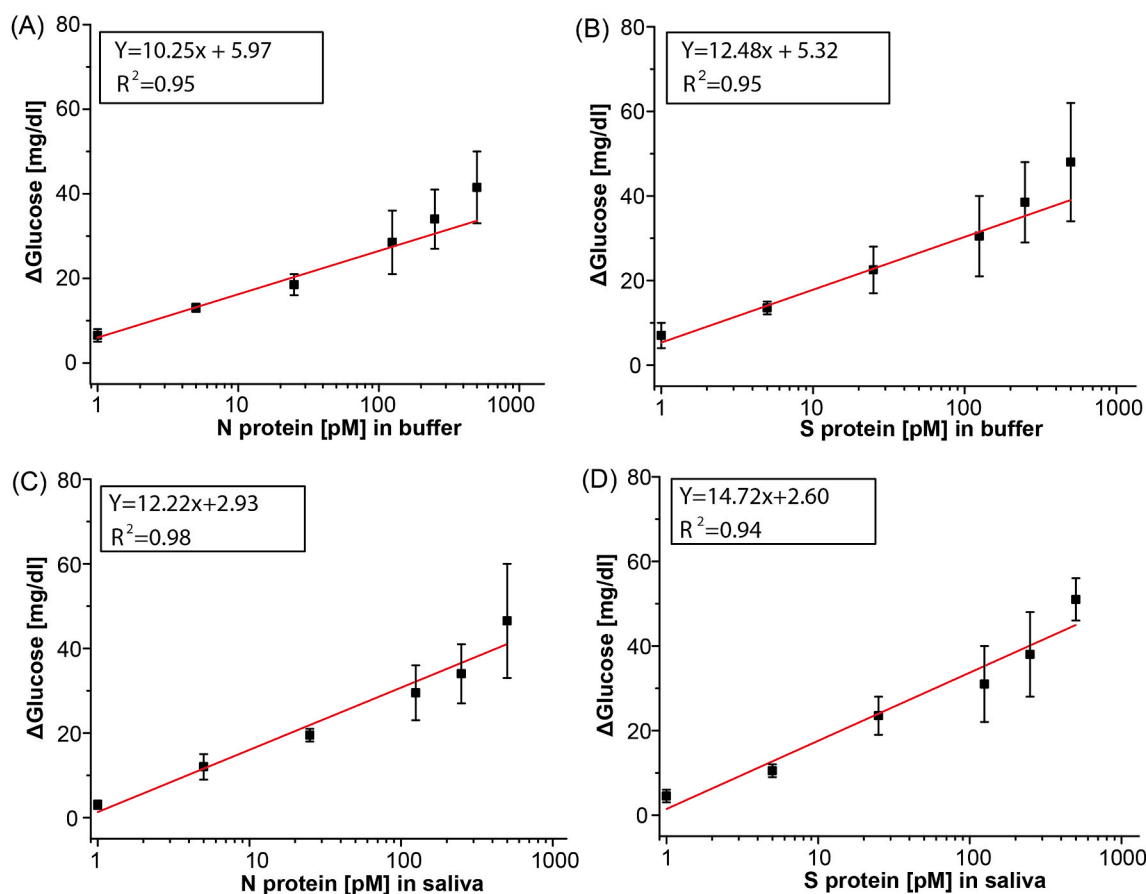 (A)
Y=10.25x + 5.97
R²=0.95
ΔGlucose [mg/dl]
80
60
40
20
0
1 10 100 1000
N protein [pM] in buffer
(B)
Y=12.48x + 5.32
R²=0.95
ΔGlucose [mg/dl]
80
60
40
20
0
1 10 100 1000
S protein [pM] in buffer
(C)
Y=12.22x+2.93
R²=0.98
ΔGlucose [mg/dl]
80
60
40
20
0
1 10 100 1000
N protein [pM] in saliva
(D)
Y=14.72x+2.60
R²=0.94
ΔGlucose [mg/dl]
80
60
40
20
0
1 10 100 1000
S protein [pM] in saliva